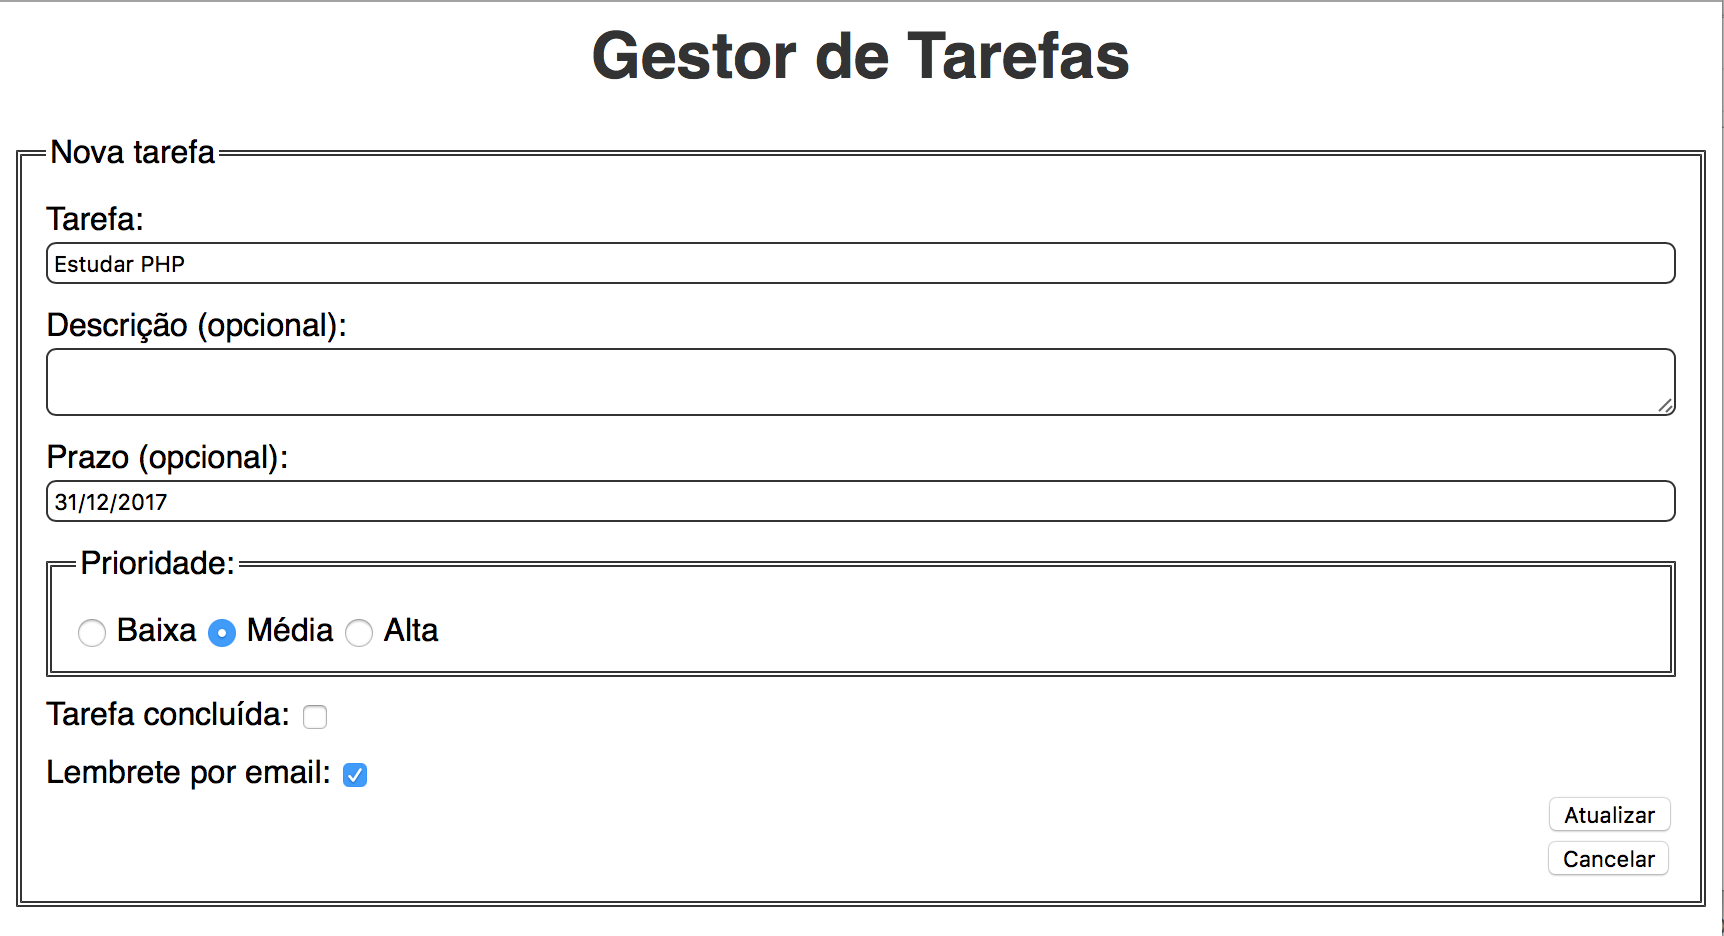 Gestor de Tarefas
Nova tarefa
Tarefa:
Estudar PHP
Descrição (opcional):
Prazo (opcional):
31/12/2017
Prioridade:
Baixa Média Alta
Tarefa concluída:
Lembrete por email:
Atualizar
Cancelar